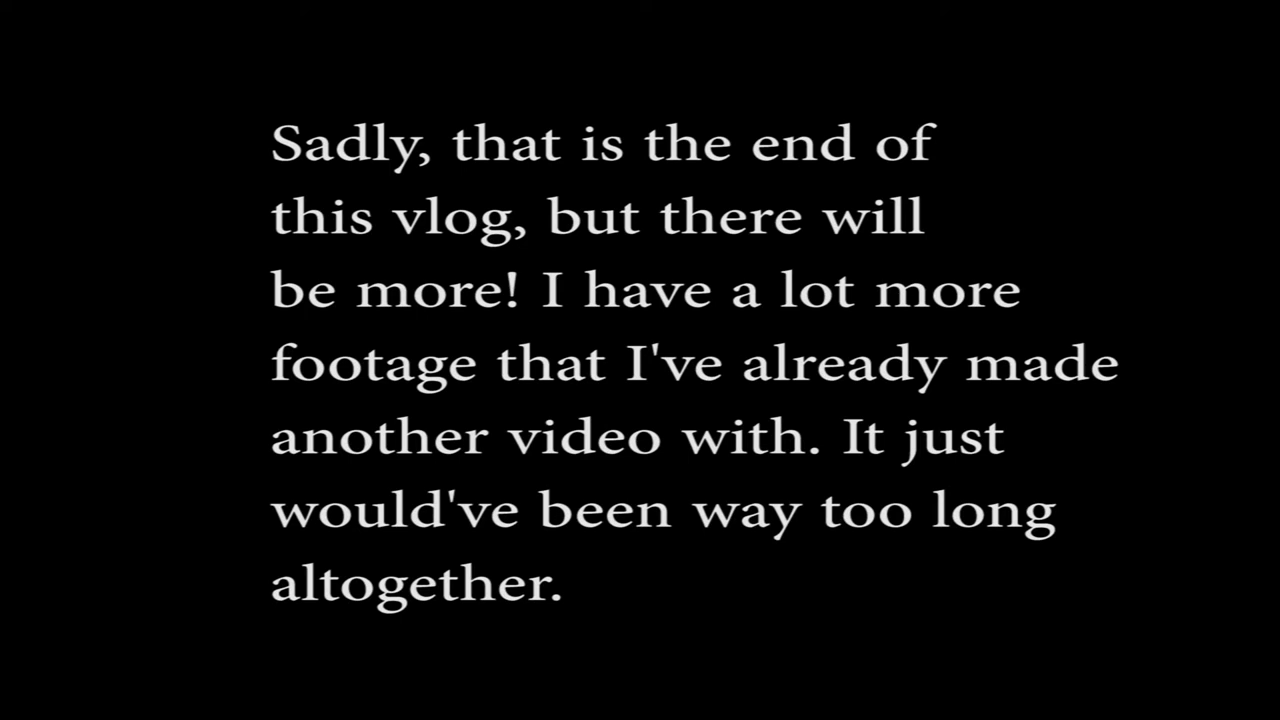 Sadly, that is the end of
this vlog, but there will
be more! I have a lot more
footage that I've already made
another video with. It just
would've been way too long
altogether.